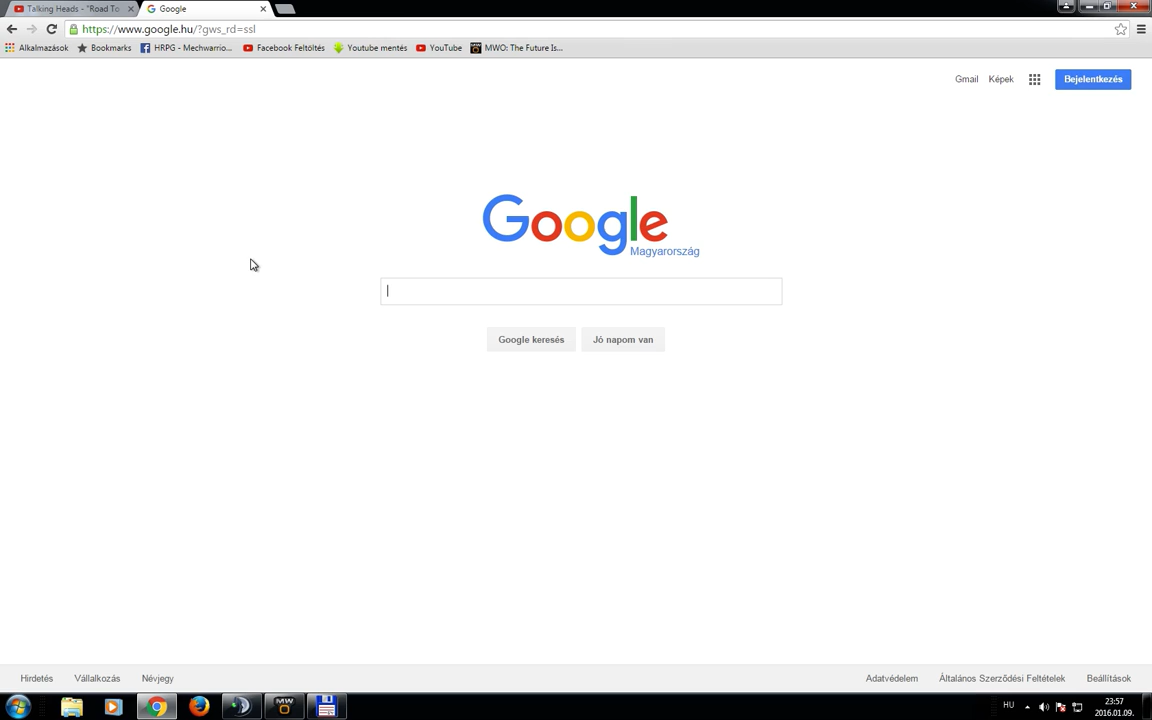 Talking Heads - "Road To
Google
https://www.google.hu/?gws_rd=ssl
Alkalmazások
Bookmarks
HRPG - Mechwarrio...
Facebook Feltöltés
Youtube mentés
YouTube
MWO: The Future Is...
Gmail
Képek
Bejelentkezés
Google
Magyarország
Google keresés
Jó napom van
Hirdetés
Vállalkozás
Névjegy
Adatvédelem
Általános Szerződési Feltételek
Beállítások
MW
HU
23:57
2016.01.09.